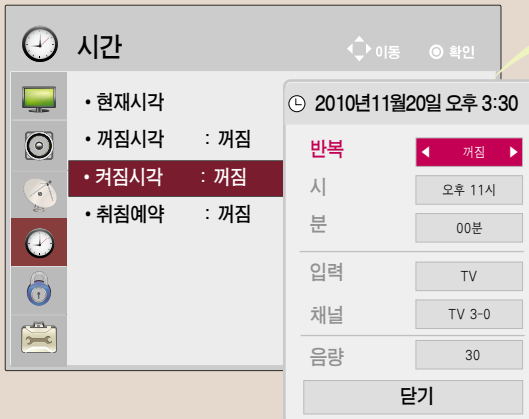 시간
이동 확인
• 현재시각
• 꺼짐시각 : 꺼짐
• 켜짐시각 : 꺼짐
• 취침예약 : 꺼짐
2010년11월20일 오후 3:30
반복 꺼짐
시 오후 11시
분 00분
입력 TV
채널 TV 3-0
음량 30
닫기